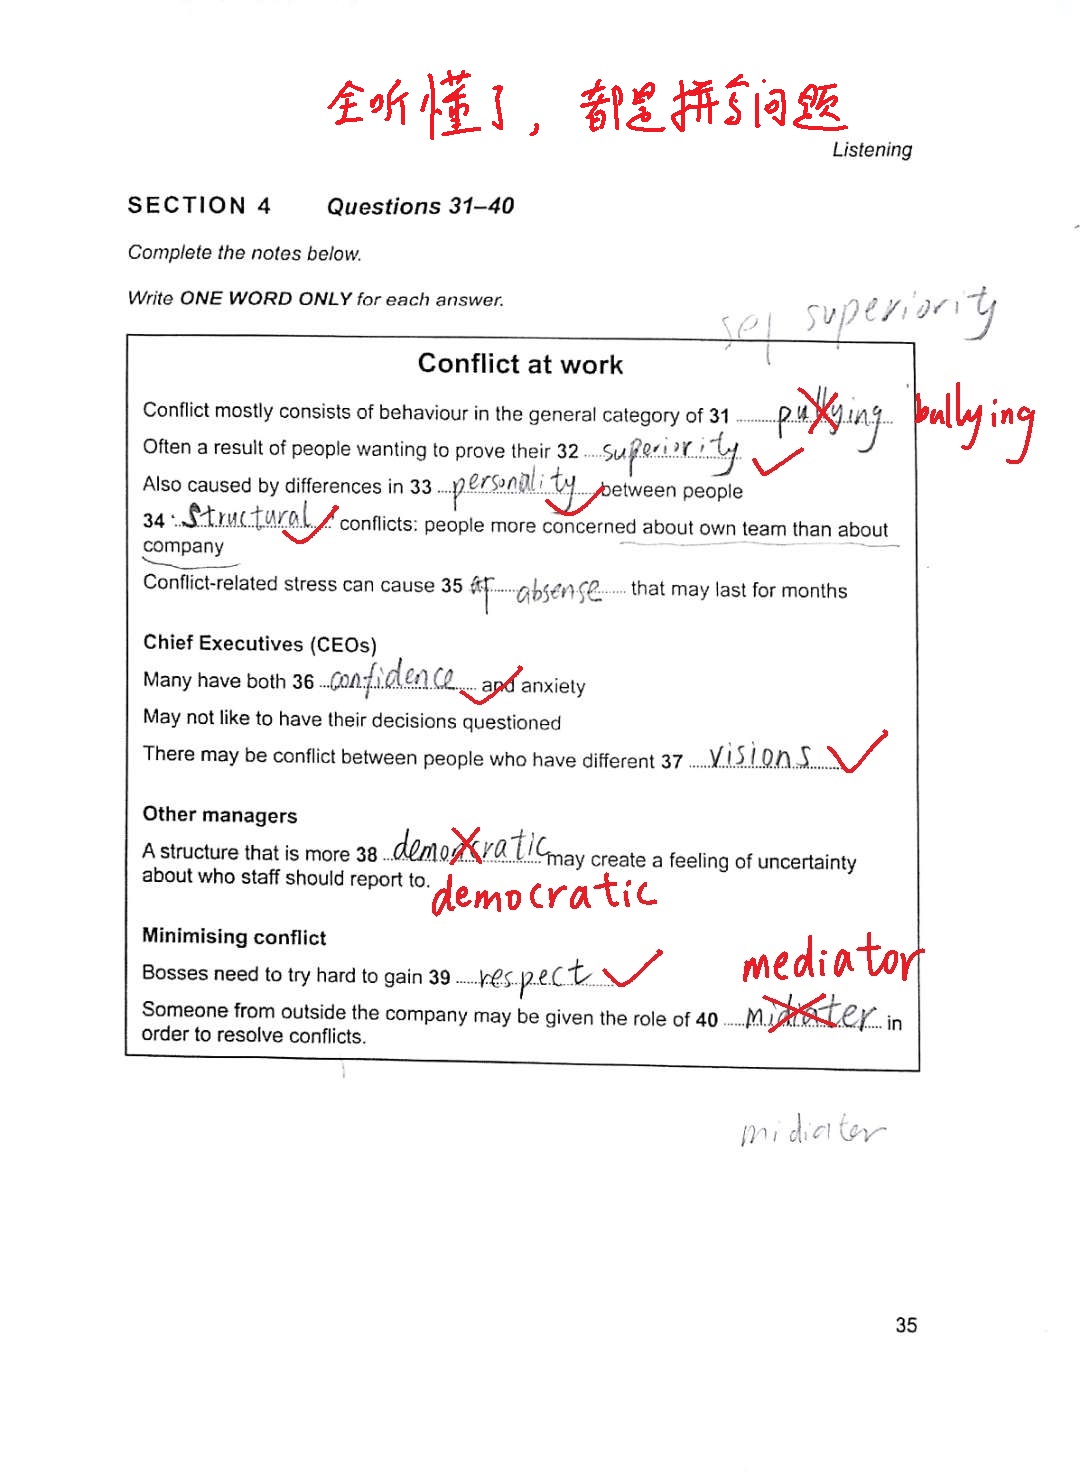 全听懂了，都是拼写问题
Listening
SECTION 4 Questions 31–40
Complete the notes below.
Write ONE WORD ONLY for each answer.
superiority
Conflict at work
Conflict mostly consists of behaviour in the general category of 31 pullying bullying
Often a result of people wanting to prove their 32 superiority
Also caused by differences in 33 personality between people
34 structural conflicts: people more concerned about own team than about
company
Conflict-related stress can cause 35 absense that may last for months
Chief Executives (CEOs)
Many have both 36 confidence and anxiety
May not like to have their decisions questioned
There may be conflict between people who have different 37 visions
Other managers
A structure that is more 38 may create a feeling of uncertainty
about who staff should report to.
democratic
Minimising conflict
mediator
Bosses need to try hard to gain 39 respect
Someone from outside the company may be given the role of 40 midiater in
order to resolve conflicts.
midiater
35